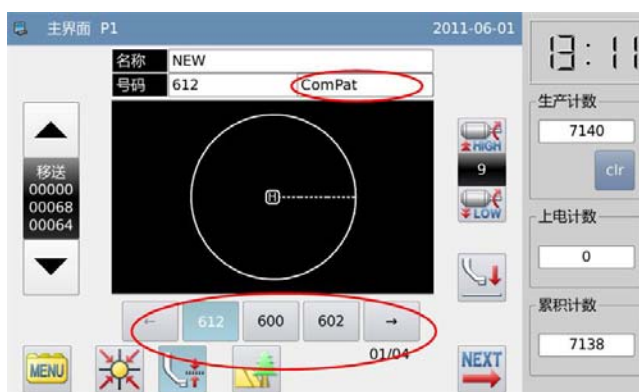 主界面 P1 2011-06-01
名称 NEW
号码 612 ComPat
移送
00000
00068
00064
H
HIGH
9
LOW
← 612 600 602 →
01/04
MENU
NEXT
13:11
生产计数
7140
clr
上电计数
0
累积计数
7138